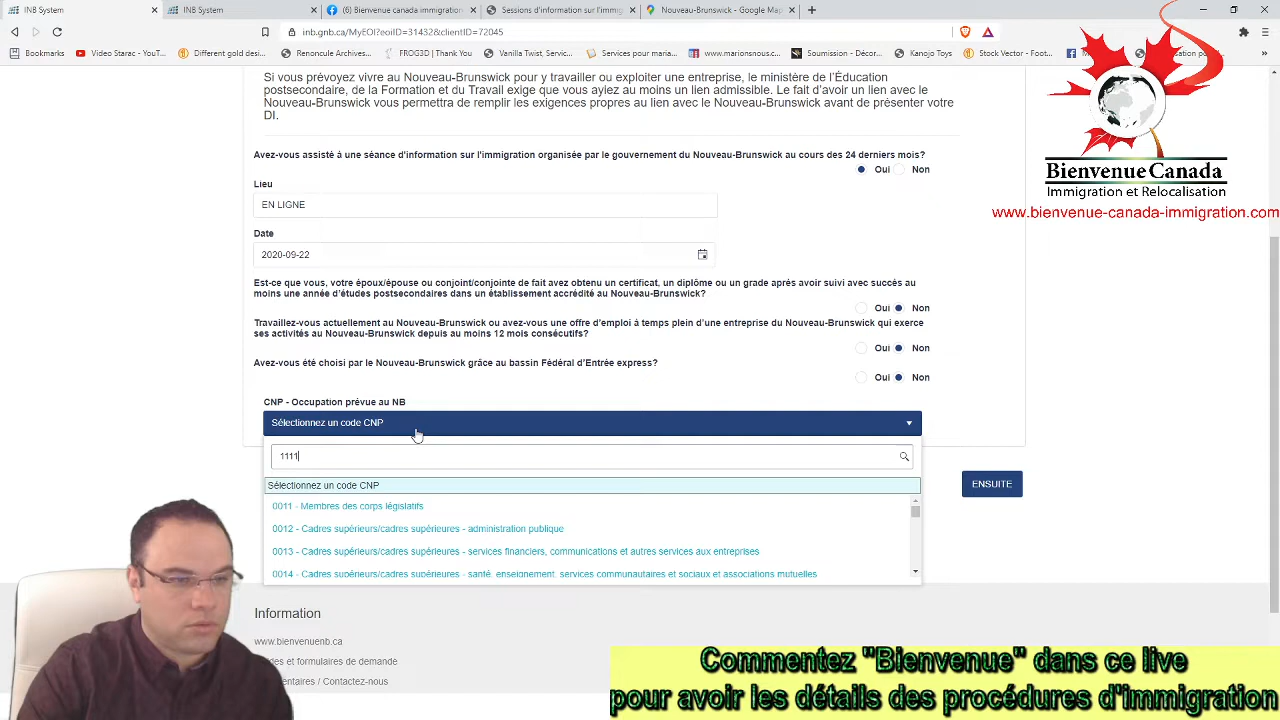 INB System
INB System
(6) Bienvenue canada immigration
Sessions d'information sur l'immig
Nouveau-Brunswick - Google Map
inb.gnb.ca/MyEOI?eoiID=31432&clientID=72045
Bookmarks
Video Starac - YouT...
Different gold desi...
Renoncule Archives...
FROG3D | Thank You
Venilla Twist, Servil...
Services pour maria...
www.marionsnous....
Soumission - Décor...
Kanojo Toys
Stock Vector - Foot...
Si vous prévoyez vivre au Nouveau-Brunswick pour y travailler ou exploiter une entreprise, le ministère de l'Éducation
postsecondaire, de la Formation et du Travail exige que vous ayiez au moins un lien admissible. Le fait d'avoir un lien avec le
Nouveau-Brunswick vous permettra de remplir les exigences propres au lien avec le Nouveau-Brunswick avant de présenter votre
DI.
Avez-vous assisté à une séance d'information sur l'immigration organisée par le gouvernement du Nouveau-Brunswick au cours des 24 derniers mois?
Oui Non
Lieu
EN LIGNE
Date
2020-09-22
Est-ce que vous, votre époux/épouse ou conjoint/conjointe de fait avez obtenu un certificat, un diplôme ou un grade après avoir suivi avec succès au
moins une année d'études postsecondaires dans un établissement accrédité au Nouveau-Brunswick?
Oui Non
Travaillez-vous actuellement au Nouveau-Brunswick ou avez-vous une offre d'emploi à temps plein d'une entreprise du Nouveau-Brunswick qui exerce
ses activités au Nouveau-Brunswick depuis au moins 12 mois consécutifs?
Oui Non
Avez-vous été choisi par le Nouveau-Brunswick grâce au bassin Fédéral d'Entrée express?
Oui Non
CNP - Occupation prévue au NB
Sélectionnez un code CNP
1111
Sélectionnez un code CNP
0011 - Membres des corps législatifs
0012 - Cadres supérieurs/cadres supérieures - administration publique
0013 - Cadres supérieurs/cadres supérieures - services financiers, communications et autres services aux entreprises
0014 - Cadres supérieurs/cadres supérieures - santé, enseignement, services communautaires et sociaux et associations mutuelles
ENSUITE
Information
www.bienvenuenb.ca
et formulaires de demande
/ Contactez-nous
Bienvenue Canada
Immigration et Relocalisation
www.bienvenue-canada-immigration.com
Commentez "Bienvenue" dans ce live
pour avoir les détails des procédures d'immigration